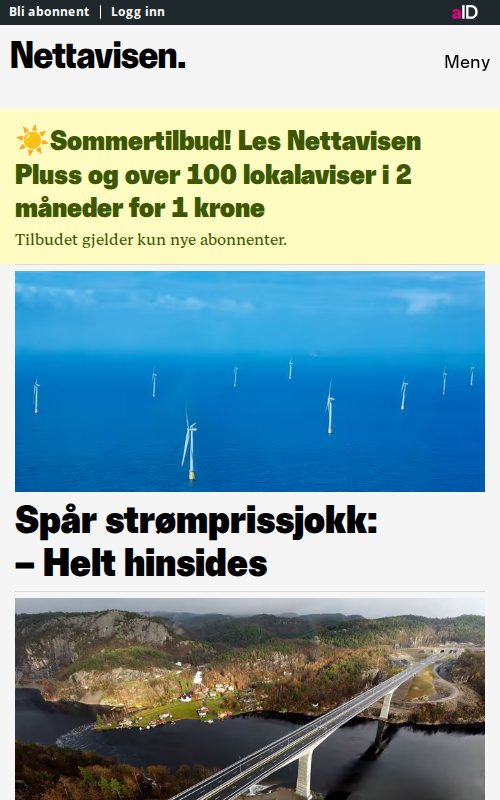 Bli abonnent | Logg inn
aID
Nettavisen.
Meny
☀️Sommertilbud! Les Nettavisen
Pluss og over 100 lokalaviser i 2
måneder for 1 krone
Tilbudet gjelder kun nye abonnenter.
Spår strømprissjokk:
– Helt hinsides